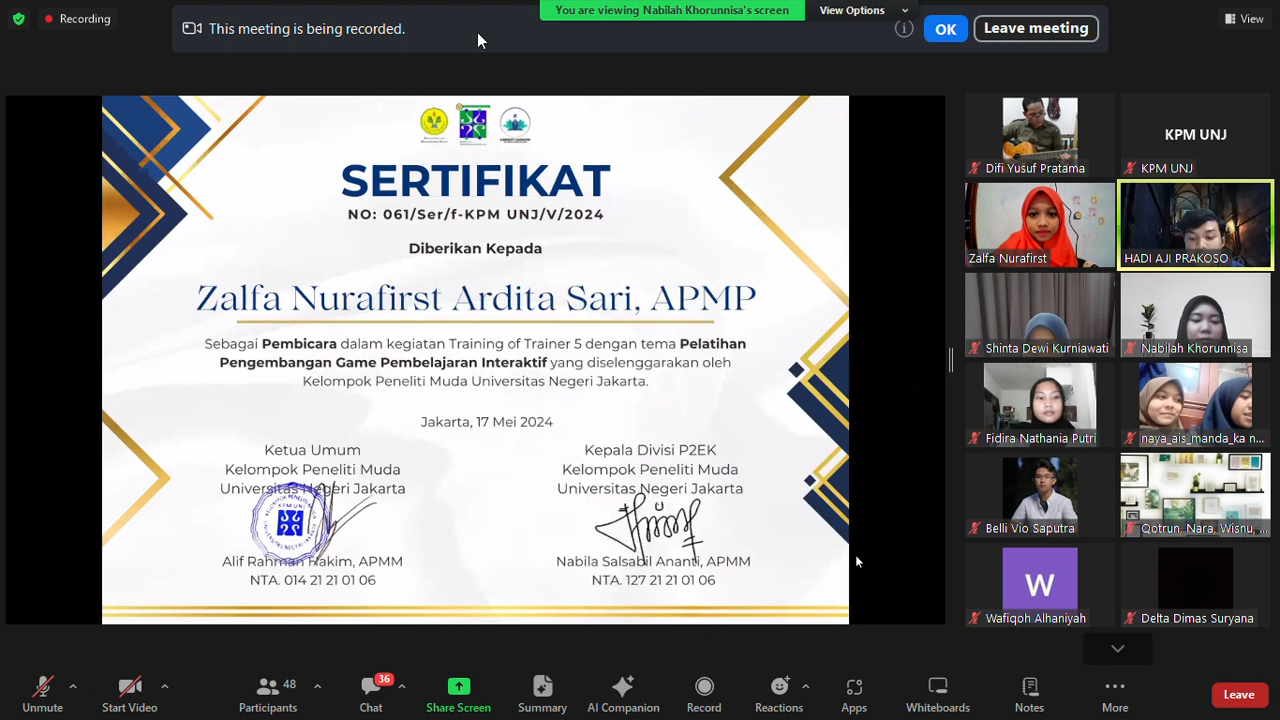 Recording
This meeting is being recorded.
You are viewing Nabilah Khorunnisa's screen
View Options
OK
Leave meeting
View
SERTIFIKAT
NO: 061/Ser/f-KPM UNJ/V/2024
Diberikan Kepada
Zalfa Nurafirst Ardita Sari, APMP
Sebagai Pembicara dalam kegiatan Training of Trainer 5 dengan tema Pelatihan
Pengembangan Game Pembelajaran Interaktif yang diselenggarakan oleh
Kelompok Peneliti Muda Universitas Negeri Jakarta.
Jakarta, 17 Mei 2024
Ketua Umum
Kelompok Peneliti Muda
Universitas Negeri Jakarta
Alif Rahman Hakim, APMM
NTA. 014 21 21 01 06
Kepala Divisi P2EK
Kelompok Peneliti Muda
Universitas Negeri Jakarta
Nabila Salsabil Ananti, APMM
NTA. 127 21 21 01 06
Difi Yusuf Pratama
KPM UNJ
KPM UNJ
Zalfa Nurafirst
HADI AJI PRAKOSO
Shinta Dewi Kurniawati
Nabilah Khorunnisa
Fidira Nathania Putri
naya_ais_manda_ka n...
Belli Vio Saputra
Qotrun, Nara, Wisnu, ...
W
Wafiqoh Alhaniyah
Delta Dimas Suryana
Unmute
Start Video
48
Participants
36
Chat
Share Screen
Summary
AI Companion
Record
Reactions
Apps
Whiteboards
Notes
More
Leave